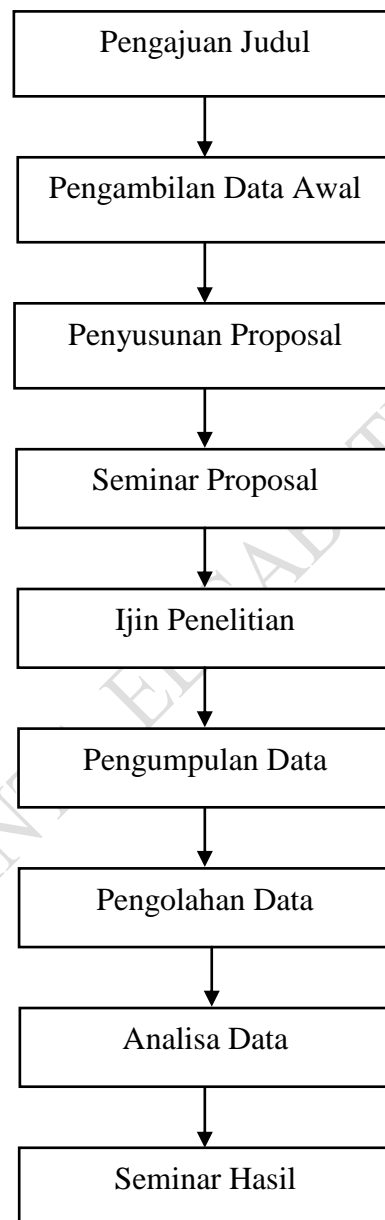 Pengajuan Judul
Pengambilan Data Awal
Penyusunan Proposal
Seminar Proposal
Ijin Penelitian
Pengumpulan Data
Pengolahan Data
Analisa Data
Seminar Hasil